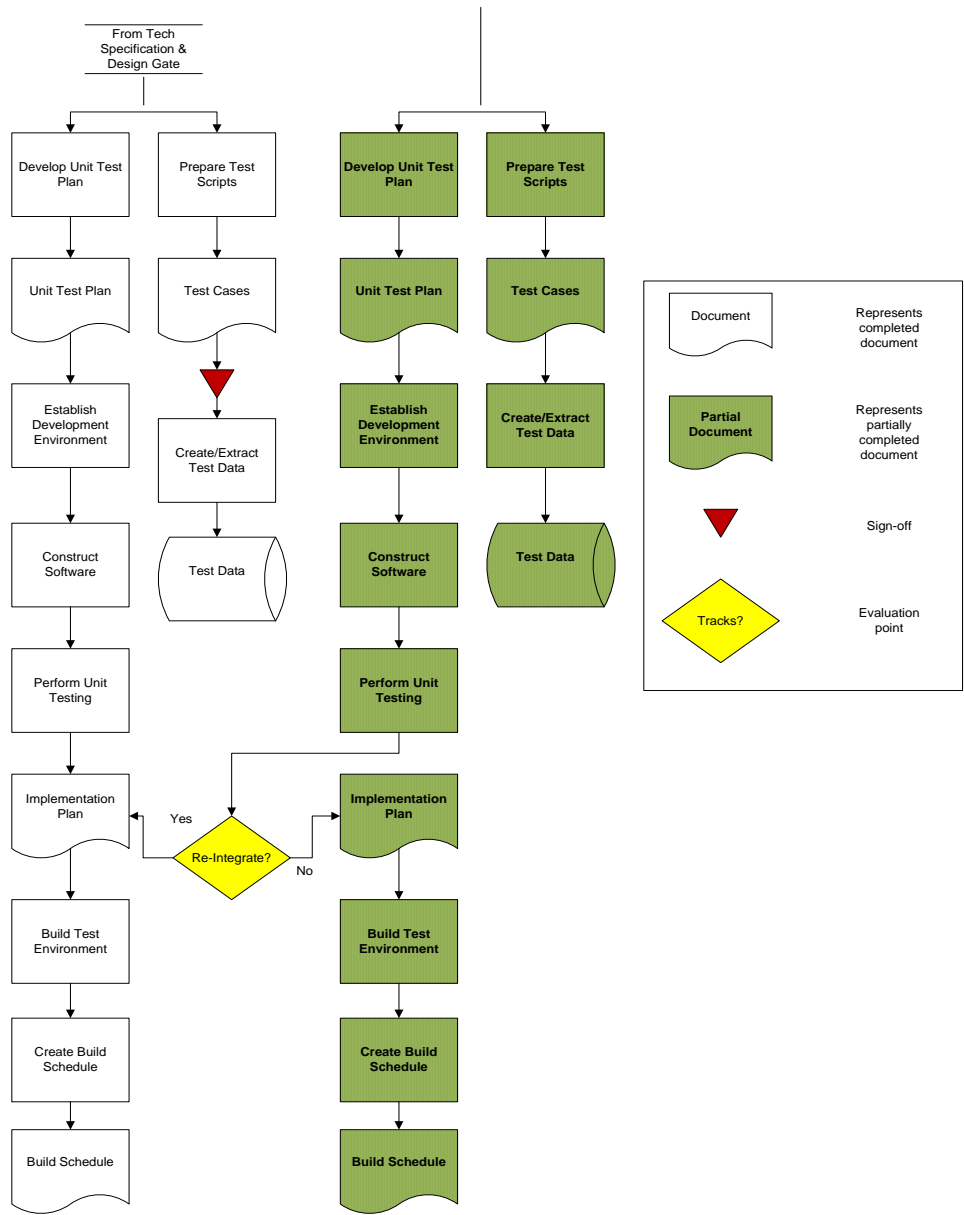 From Tech
Specification &
Design Gate
Develop Unit Test
Plan
Prepare Test
Scripts
Develop Unit Test
Plan
Prepare Test
Scripts
Unit Test Plan
Test Cases
Unit Test Plan
Test Cases
Document
Represents
completed
document
Establish
Development
Environment
Create/Extract
Test Data
Establish
Development
Environment
Create/Extract
Test Data
Partial
Document
Represents
partially
completed
document
Sign-off
Construct
Software
Test Data
Construct
Software
Test Data
Tracks?
Evaluation
point
Perform Unit
Testing
Perform Unit
Testing
Implementation
Plan
Yes
Re-Integrate?
No
Implementation
Plan
Build Test
Environment
Build Test
Environment
Create Build
Schedule
Create Build
Schedule
Build Schedule
Build Schedule